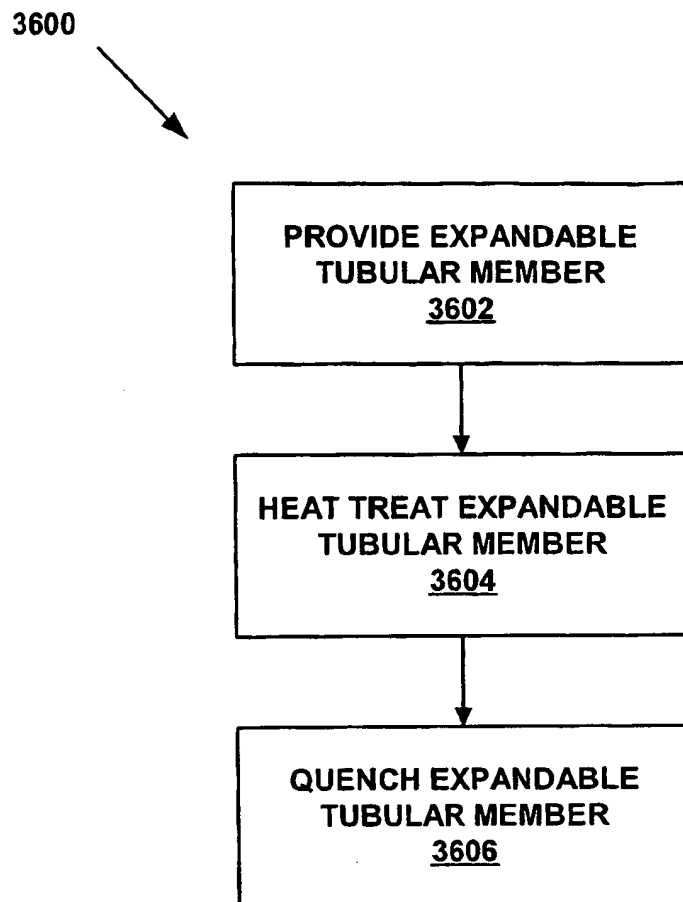 3600
PROVIDE EXPANDABLE
TUBULAR MEMBER
3602
HEAT TREAT EXPANDABLE
TUBULAR MEMBER
3604
QUENCH EXPANDABLE
TUBULAR MEMBER
3606